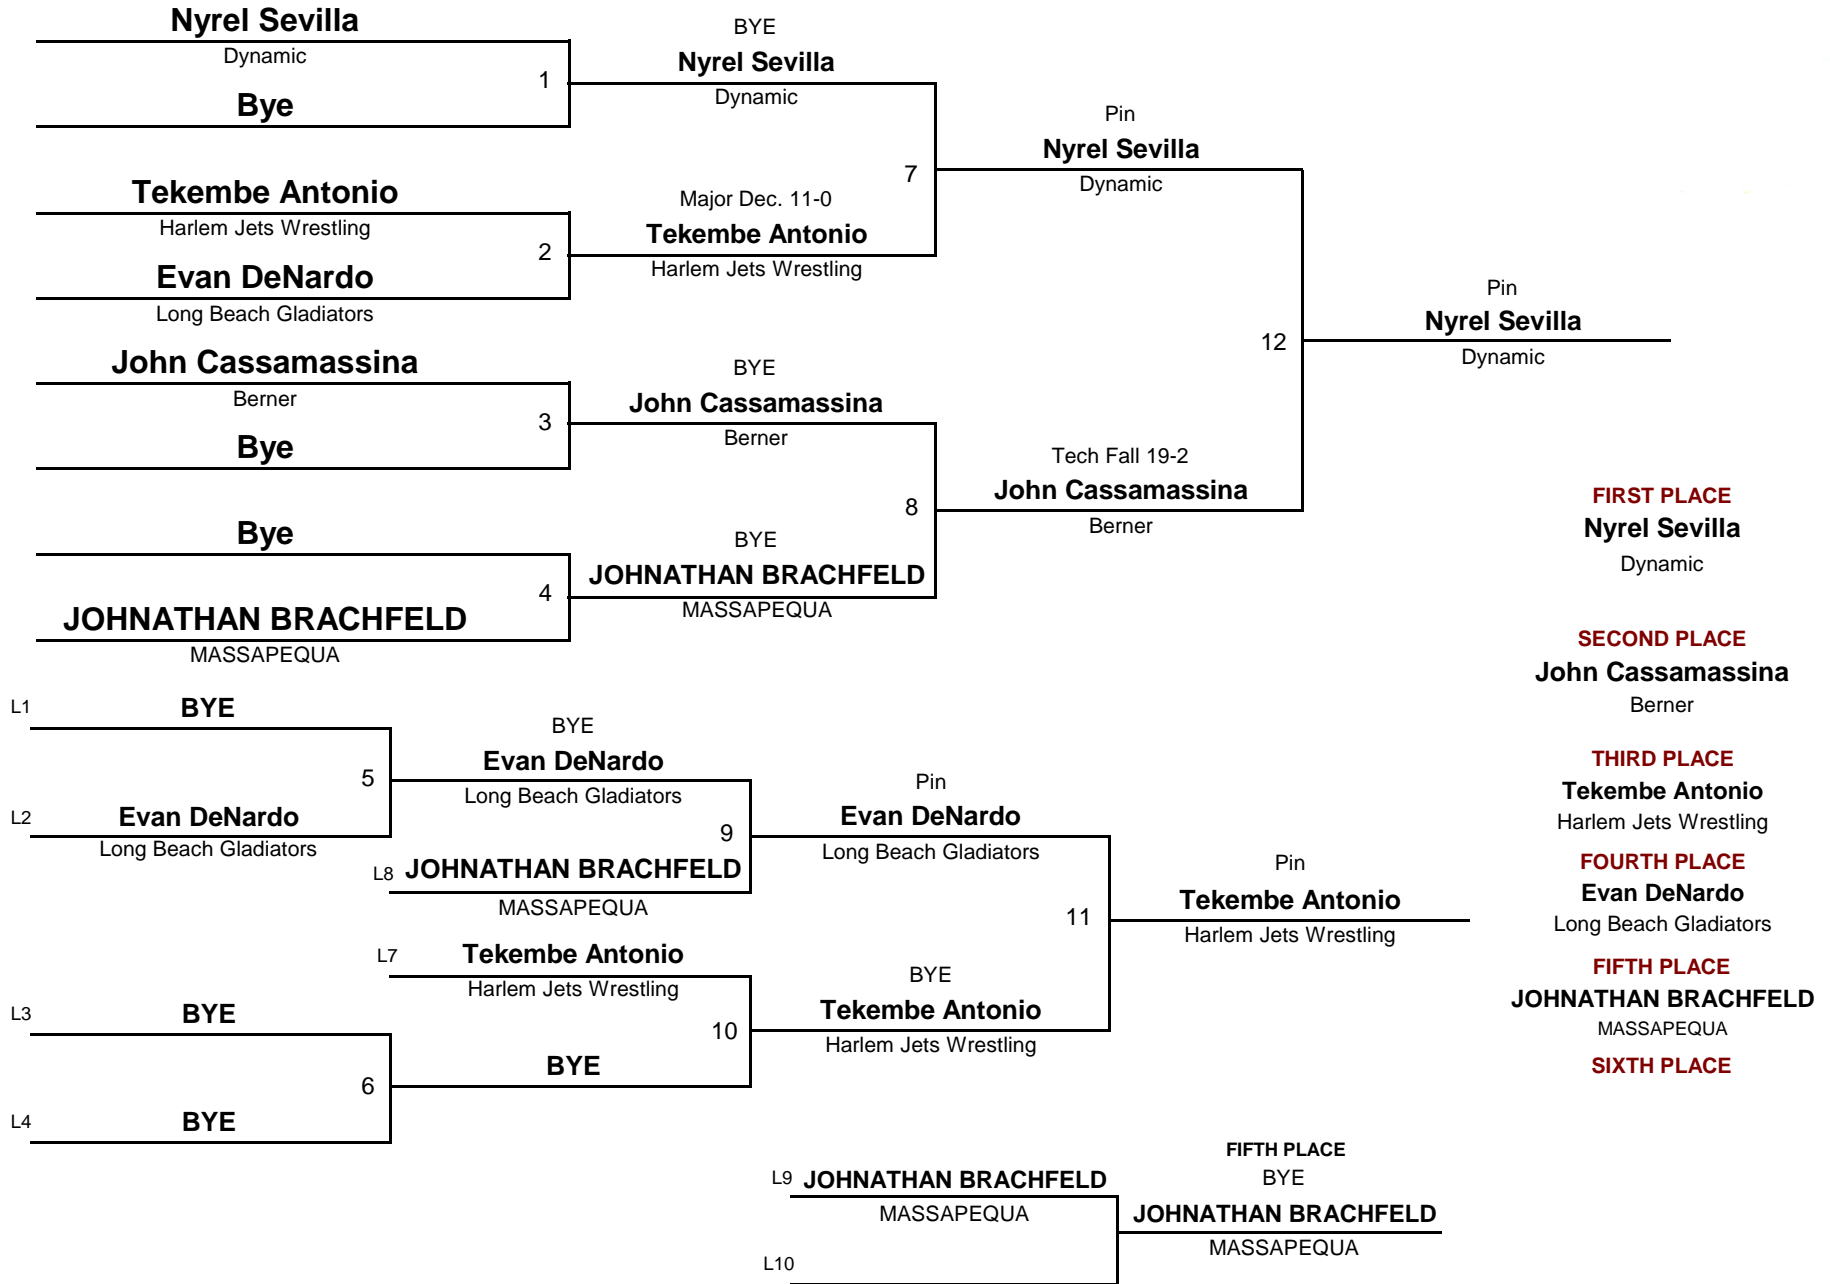 Nyrel Sevilla
Dynamic
1
Bye
BYE
Nyrel Sevilla
Dynamic
Tekembe Antonio
Harlem Jets Wrestling
2
Evan DeNardo
Long Beach Gladiators
Major Dec. 11-0
Tekembe Antonio
Harlem Jets Wrestling
7
Pin
Nyrel Sevilla
Dynamic
John Cassamassina
Berner
3
Bye
BYE
John Cassamassina
Berner
Bye
4
JOHNATHAN BRACHFELD
MASSAPEQUA
BYE
JOHNATHAN BRACHFELD
MASSAPEQUA
8
Tech Fall 19-2
John Cassamassina
Berner
12
Pin
Nyrel Sevilla
Dynamic
FIRST PLACE
Nyrel Sevilla
Dynamic
SECOND PLACE
John Cassamassina
Berner
THIRD PLACE
Tekembe Antonio
Harlem Jets Wrestling
FOURTH PLACE
Evan DeNardo
Long Beach Gladiators
FIFTH PLACE
JOHNATHAN BRACHFELD
MASSAPEQUA
SIXTH PLACE
L1
BYE
5
L2
Evan DeNardo
Long Beach Gladiators
BYE
Evan DeNardo
Long Beach Gladiators
9
L8
JOHNATHAN BRACHFELD
MASSAPEQUA
Pin
Evan DeNardo
Long Beach Gladiators
L7
Tekembe Antonio
Harlem Jets Wrestling
10
L3
BYE
6
L4
BYE
BYE
BYE
Tekembe Antonio
Harlem Jets Wrestling
11
Pin
Tekembe Antonio
Harlem Jets Wrestling
L9
JOHNATHAN BRACHFELD
MASSAPEQUA
L10
FIFTH PLACE
BYE
JOHNATHAN BRACHFELD
MASSAPEQUA